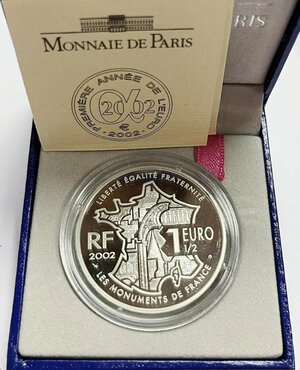 MONNAIE DE PARIS
PARIS
PREMIÈRE ANNÉE DE L'EURO
2002
€
2002
LIBERTÉ ÉGALITÉ FRATERNITÉ
RF
2002
1 EURO
1/2
LES MONUMENTS DE FRANCE